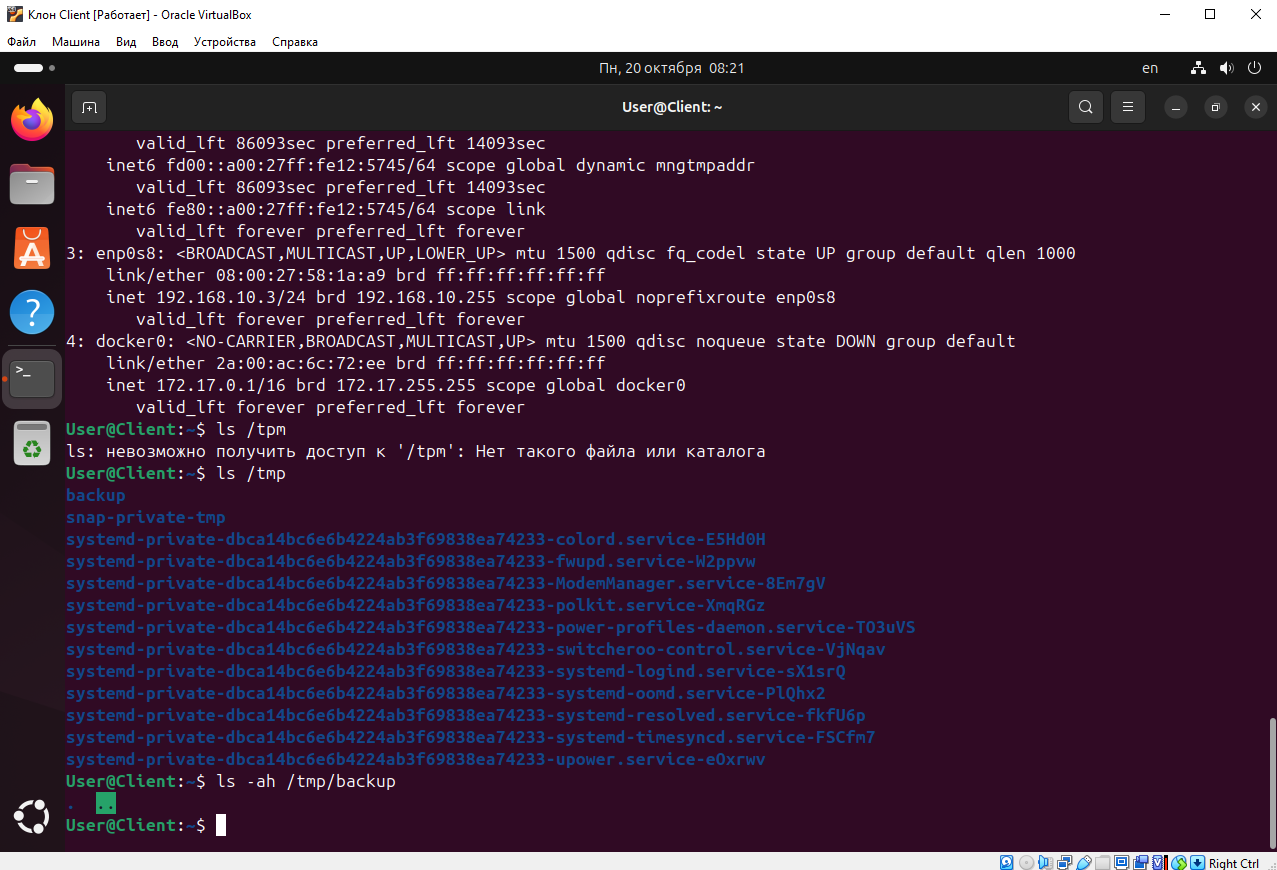 Клон Client [Работает] - Oracle VirtualBox
Файл Машина Вид Ввод Устройства Справка
Пн, 20 октября 08:21
en
User@Client: ~
valid_lft 86093sec preferred_lft 14093sec
inet6 fd00::a00:27ff:fe12:5745/64 scope global dynamic mngtmpaddr
valid_lft 86093sec preferred_lft 14093sec
inet6 fe80::a00:27ff:fe12:5745/64 scope link
valid_lft forever preferred_lft forever
3: enp0s8: <BROADCAST,MULTICAST,UP,LOWER_UP> mtu 1500 qdisc fq_codel state UP group default qlen 1000
link/ether 08:00:27:58:1a:a9 brd ff:ff:ff:ff:ff:ff
inet 192.168.10.3/24 brd 192.168.10.255 scope global noprefixroute enp0s8
valid_lft forever preferred_lft forever
4: docker0: <NO-CARRIER,BROADCAST,MULTICAST,UP> mtu 1500 qdisc noqueue state DOWN group default
link/ether 2a:00:ac:6c:72:ee brd ff:ff:ff:ff:ff:ff
inet 172.17.0.1/16 brd 172.17.255.255 scope global docker0
valid_lft forever preferred_lft forever
User@Client:~$ ls /tpm
ls: невозможно получить доступ к '/tpm': Нет такого файла или каталога
User@Client:~$ ls /tmp
backup
snap-private-tmp
systemd-private-dbca14bc6e6b4224ab3f69838ea74233-colord.service-E5Hd0H
systemd-private-dbca14bc6e6b4224ab3f69838ea74233-fwupd.service-W2ppvw
systemd-private-dbca14bc6e6b4224ab3f69838ea74233-ModemManager.service-8Em7gV
systemd-private-dbca14bc6e6b4224ab3f69838ea74233-polkit.service-XmqRGz
systemd-private-dbca14bc6e6b4224ab3f69838ea74233-power-profiles-daemon.service-TO3uVS
systemd-private-dbca14bc6e6b4224ab3f69838ea74233-switcheroo-control.service-VjNqav
systemd-private-dbca14bc6e6b4224ab3f69838ea74233-systemd-logind.service-sX1srQ
systemd-private-dbca14bc6e6b4224ab3f69838ea74233-systemd-oomd.service-PlQhx2
systemd-private-dbca14bc6e6b4224ab3f69838ea74233-systemd-resolved.service-fkfU6p
systemd-private-dbca14bc6e6b4224ab3f69838ea74233-systemd-timesyncd.service-FSCfm7
systemd-private-dbca14bc6e6b4224ab3f69838ea74233-upower.service-eOxrwv
User@Client:~$ ls -ah /tmp/backup
. ..
User@Client:~$
Right Ctrl